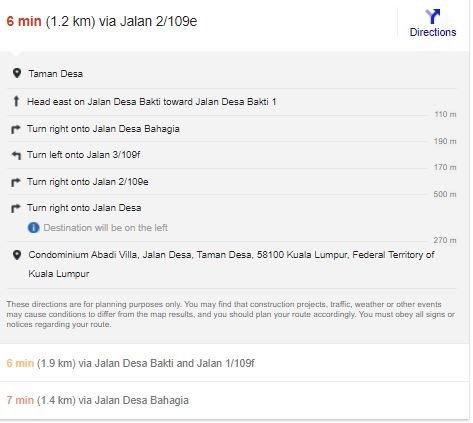 6 min (1.2 km) via Jalan 2/109e
Directions
Taman Desa
Head east on Jalan Desa Bakti toward Jalan Desa Bakti 1
110 m
Turn right onto Jalan Desa Bahagia
190 m
Turn left onto Jalan 3/109f
170 m
Turn right onto Jalan 2/109e
500 m
Turn right onto Jalan Desa
i Destination will be on the left
270 m
Condominium Abadi Villa, Jalan Desa, Taman Desa, 58100 Kuala Lumpur, Federal Territory of
Kuala Lumpur
These directions are for planning purposes only. You may find that construction projects, traffic, weather or other events
may cause conditions to differ from the map results, and you should plan your route accordingly. You must obey all signs or
notices regarding your route.
6 min (1.9 km) via Jalan Desa Bakti and Jalan 1/109f
7 min (1.4 km) via Jalan Desa Bahagia